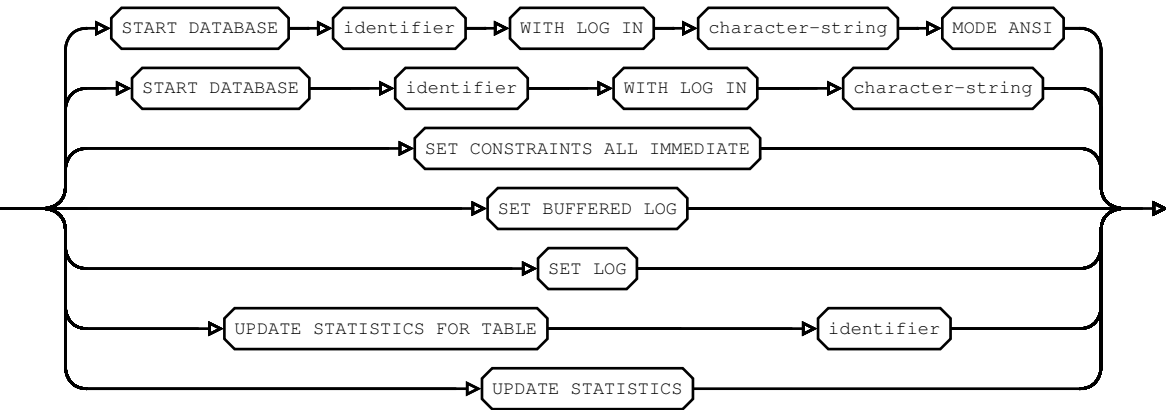 START DATABASE identifier WITH LOG IN character-string MODE ANSI
START DATABASE identifier WITH LOG IN character-string
SET CONSTRAINTS ALL IMMEDIATE
SET BUFFERED LOG
SET LOG
UPDATE STATISTICS FOR TABLE identifier
UPDATE STATISTICS